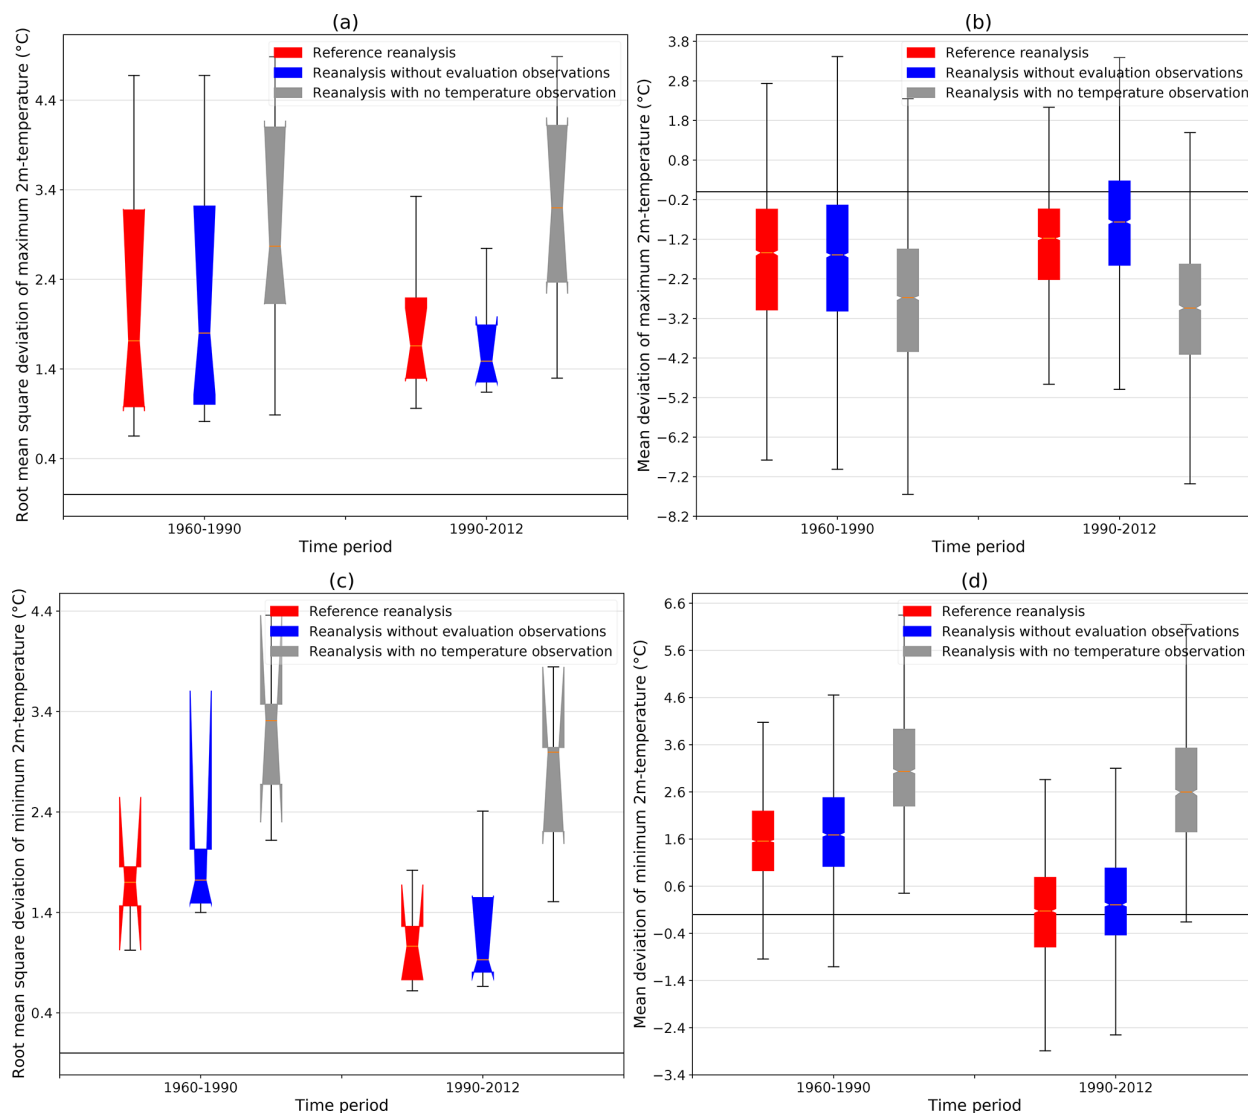 (a)
Root mean square deviation of maximum 2m-temperature (°C)
4.4
3.4
2.4
1.4
0.4
Reference reanalysis
Reanalysis without evaluation observations
Reanalysis with no temperature observation
1960-1990
1990-2012
Time period
(b)
Mean deviation of maximum 2m-temperature (°C)
3.8
2.8
1.8
0.8
−0.2
−1.2
−2.2
−3.2
−4.2
−5.2
−6.2
−7.2
−8.2
Reference reanalysis
Reanalysis without evaluation observations
Reanalysis with no temperature observation
1960-1990
1990-2012
Time period
(c)
Root mean square deviation of minimum 2m-temperature (°C)
4.4
3.4
2.4
1.4
0.4
Reference reanalysis
Reanalysis without evaluation observations
Reanalysis with no temperature observation
1960-1990
1990-2012
Time period
(d)
Mean deviation of minimum 2m-temperature (°C)
6.6
5.6
4.6
3.6
2.6
1.6
0.6
−0.4
−1.4
−2.4
−3.4
Reference reanalysis
Reanalysis without evaluation observations
Reanalysis with no temperature observation
1960-1990
1990-2012
Time period